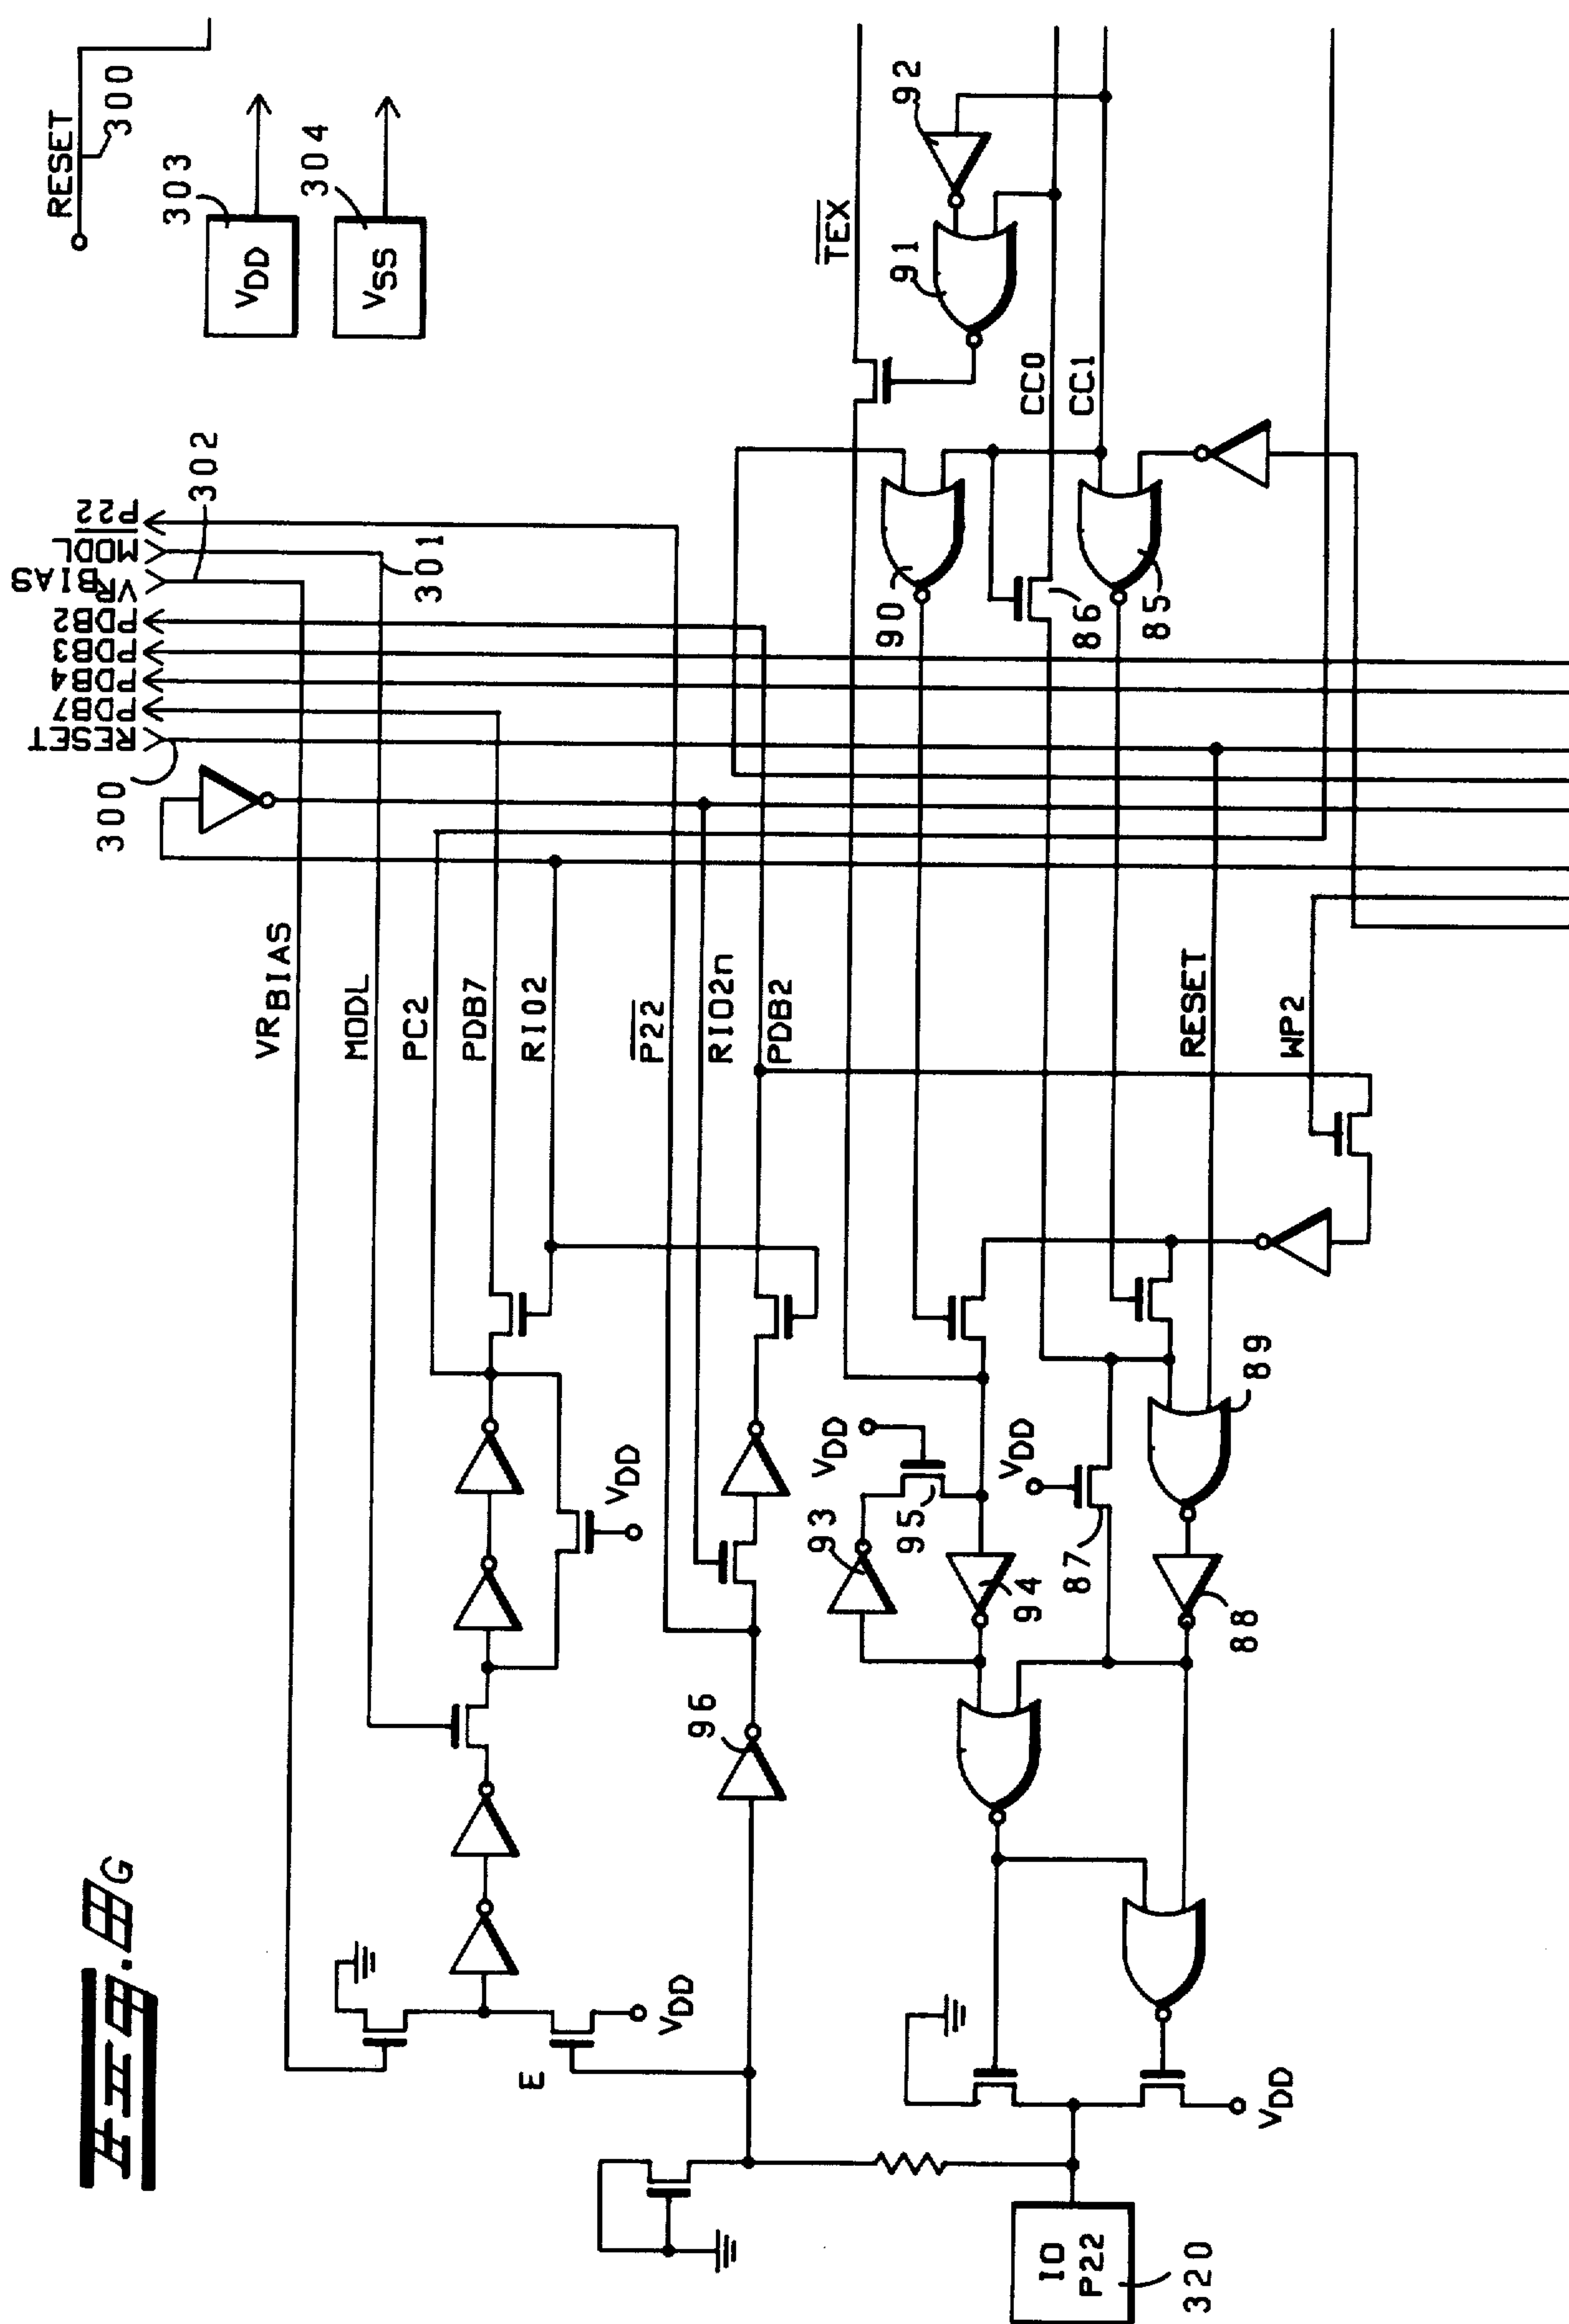 FIG. 8G
RESET
300
VDD
303
VSS
304
RESET
PDB7
PDB4
PDB3
PDB2
VR BIAS
MODL
P22
300
302
301
VRBIAS
MODL
PC2
PDB7
RIO2
P22
RIO2n
PDB2
TEX
92
91
CC0
CC1
90
86
85
RESET
WP2
E
VDD
VDD
96
93
VDD
95
94
VDD
87
89
88
VDD
IO
P22
320